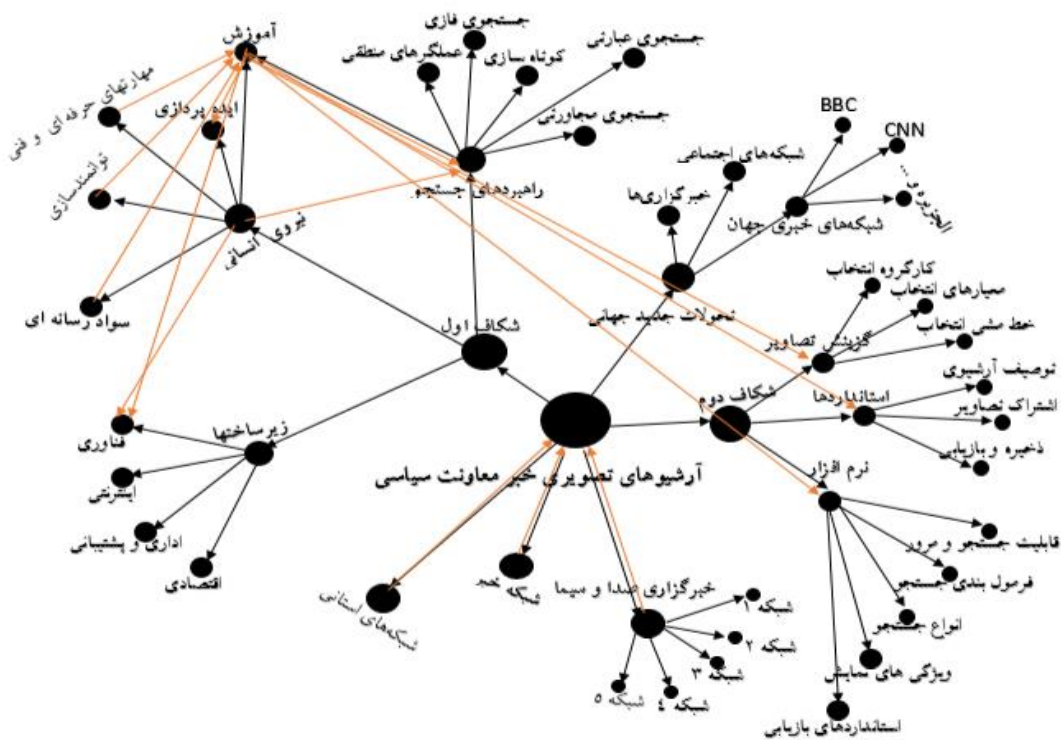 آموزش
جستجوی فازی
عملگرهای منطقی
کوتاه سازی
جستجوی عبارتی
جستجوی مجاورتی
راهبردهای جستجو
مهارتهای حرفه ای و فنی
ایده پردازی
توانمندسازی
نیروی انسانی
سواد رسانه ای
BBC
CNN
الجزیره و ...
شبکه‌های اجتماعی
خبرگزاری‌ها
شبکه‌های خبری جهان
تحولات جدید جهانی
شکاف اول
کارگروه انتخاب
معیارهای انتخاب
خط مشی انتخاب
گزینش تصاویر
توصیف آرشیوی
استانداردها
اشتراک تصاویر
ذخیره و بازیابی
شکاف دوم
نرم افزار
فناوری
زیرساختها
اینترنتی
اداری و پشتیبانی
اقتصادی
آرشیوهای تصویری خبر معاونت سیاسی
قابلیت جستجو و مرور
فرمول بندی جستجو
انواع جستجو
ویژگی های نمایش
استانداردهای بازیابی
شبکه‌های استانی
شبکه خبر
خبرگزاری صدا و سیما
شبکه ۱
شبکه ۲
شبکه ۳
شبکه ۴
شبکه ۵